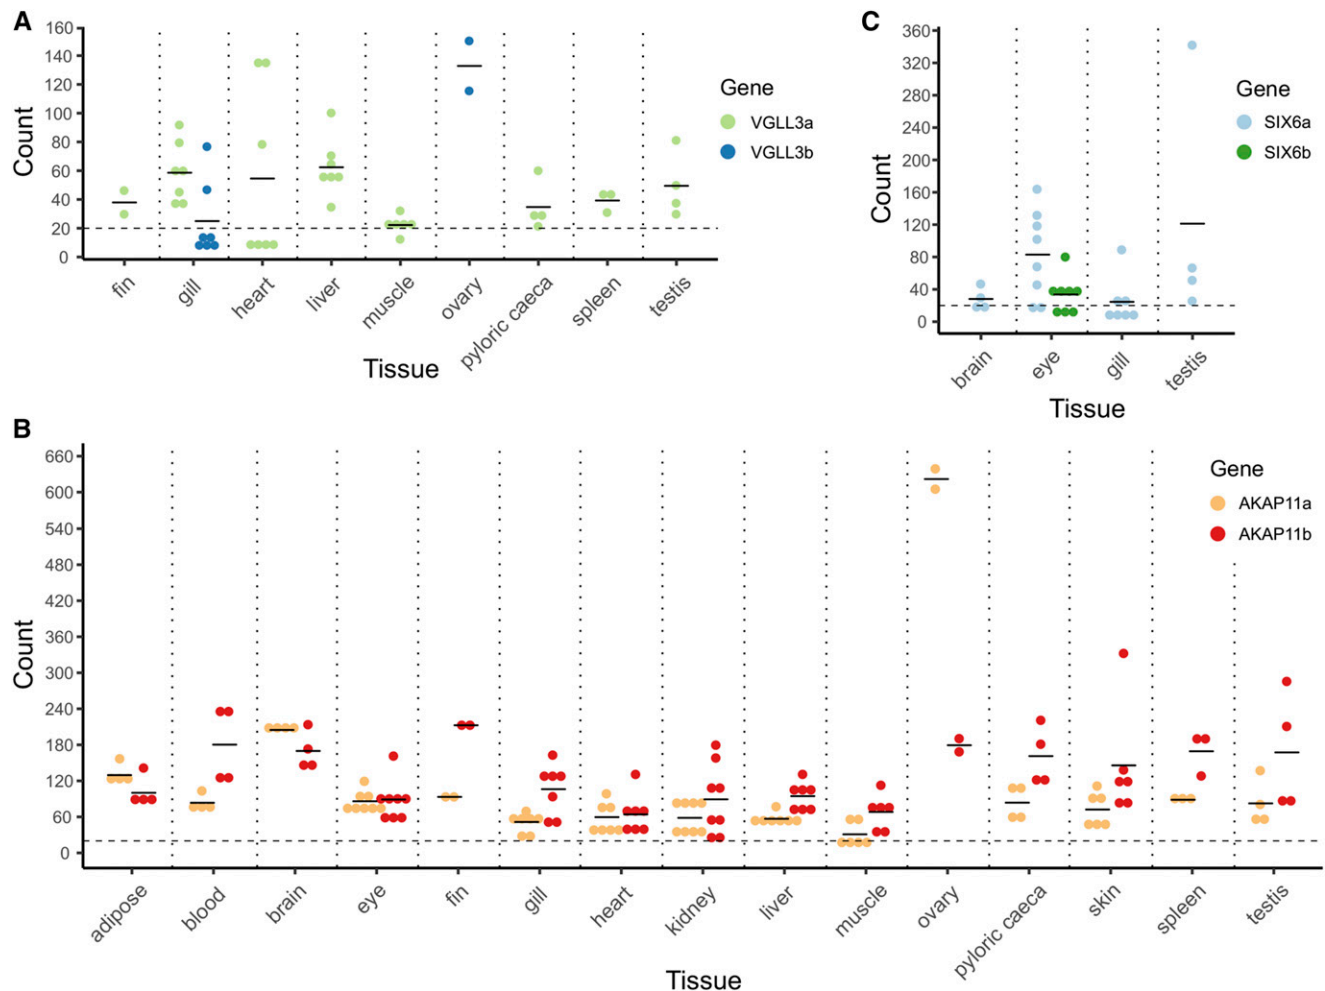 A
160
140
120
100
80
60
40
20
0
Count
fin
gill
heart
liver
muscle
ovary
pyloric caeca
spleen
testis
Tissue
Gene
VGLL3a
VGLL3b
C
360
320
280
240
200
160
120
80
40
0
Count
brain
eye
gill
testis
Tissue
Gene
SIX6a
SIX6b
B
660
600
540
480
420
360
300
240
180
120
60
0
Count
adipose
blood
brain
eye
fin
gill
heart
kidney
liver
muscle
ovary
pyloric caeca
skin
spleen
testis
Tissue
Gene
AKAP11a
AKAP11b